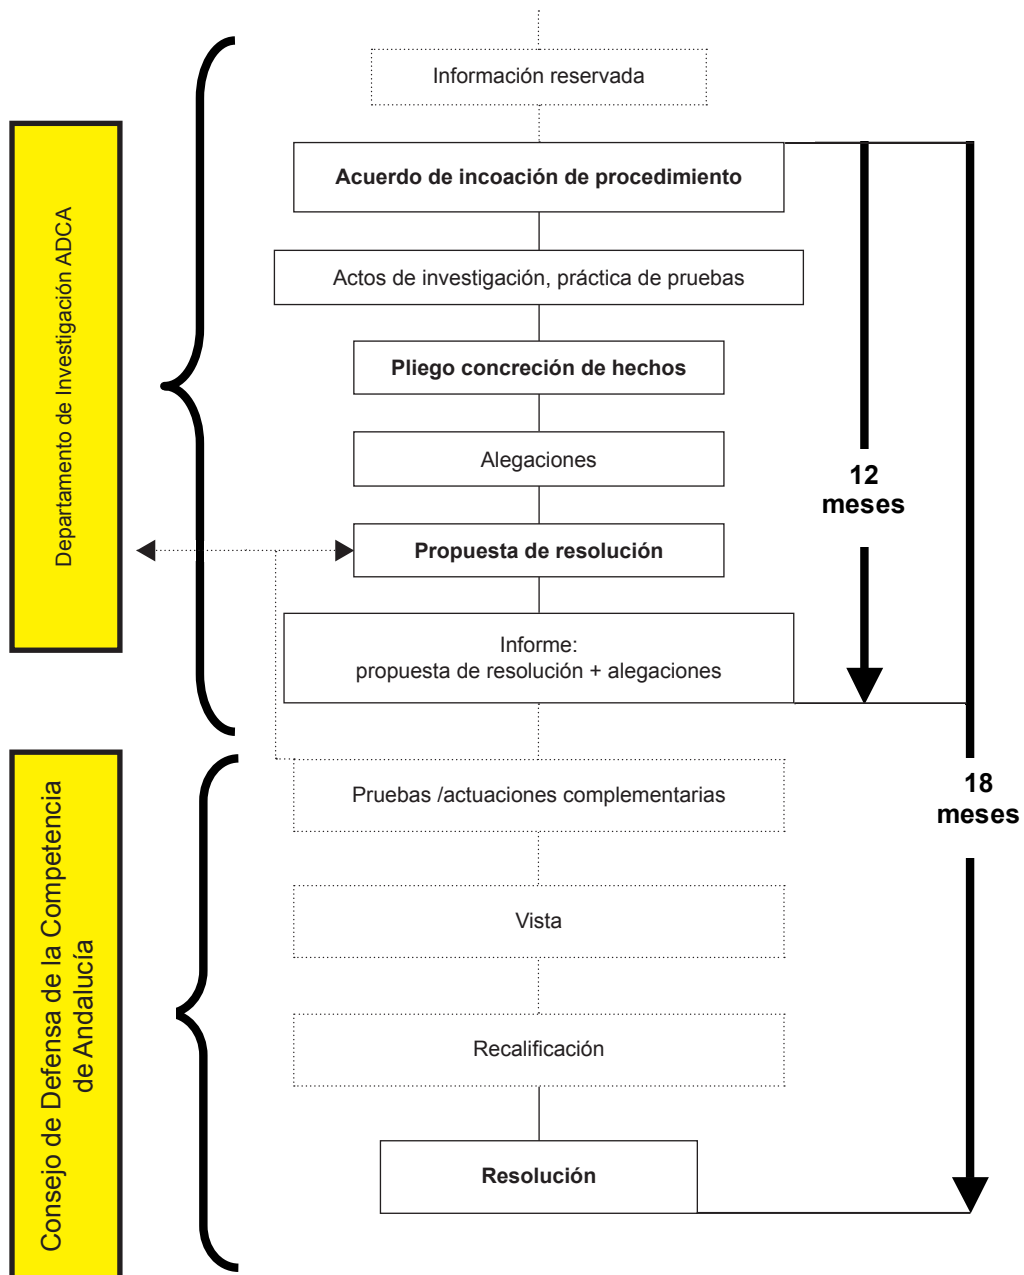 Información reservada
Acuerdo de incoación de procedimiento
Actos de investigación, práctica de pruebas
Pliego concreción de hechos
Alegaciones
Propuesta de resolución
Informe:
propuesta de resolución + alegaciones
Departamento de Investigación ADCA
12
meses
Pruebas /actuaciones complementarias
Vista
Recalificación
Resolución
Consejo de Defensa de la Competencia
de Andalucía
18
meses